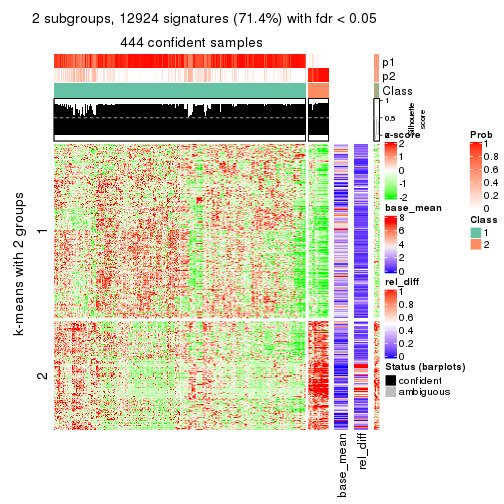 2 subgroups, 12924 signatures (71.4%) with fdr < 0.05
444 confident samples
p1
p2
Class
1
0.5
0
Silhouette
score
z-score
2
1
0
-1
-2
Prob
1
0.8
0.6
0.4
0.2
0
Class
1
2
base_mean
8
6
4
2
0
rel_diff
1
0.8
0.6
0.4
0.2
0
Status (barplots)
confident
ambiguous
k-means with 2 groups
1
2
base_mean
rel_diff